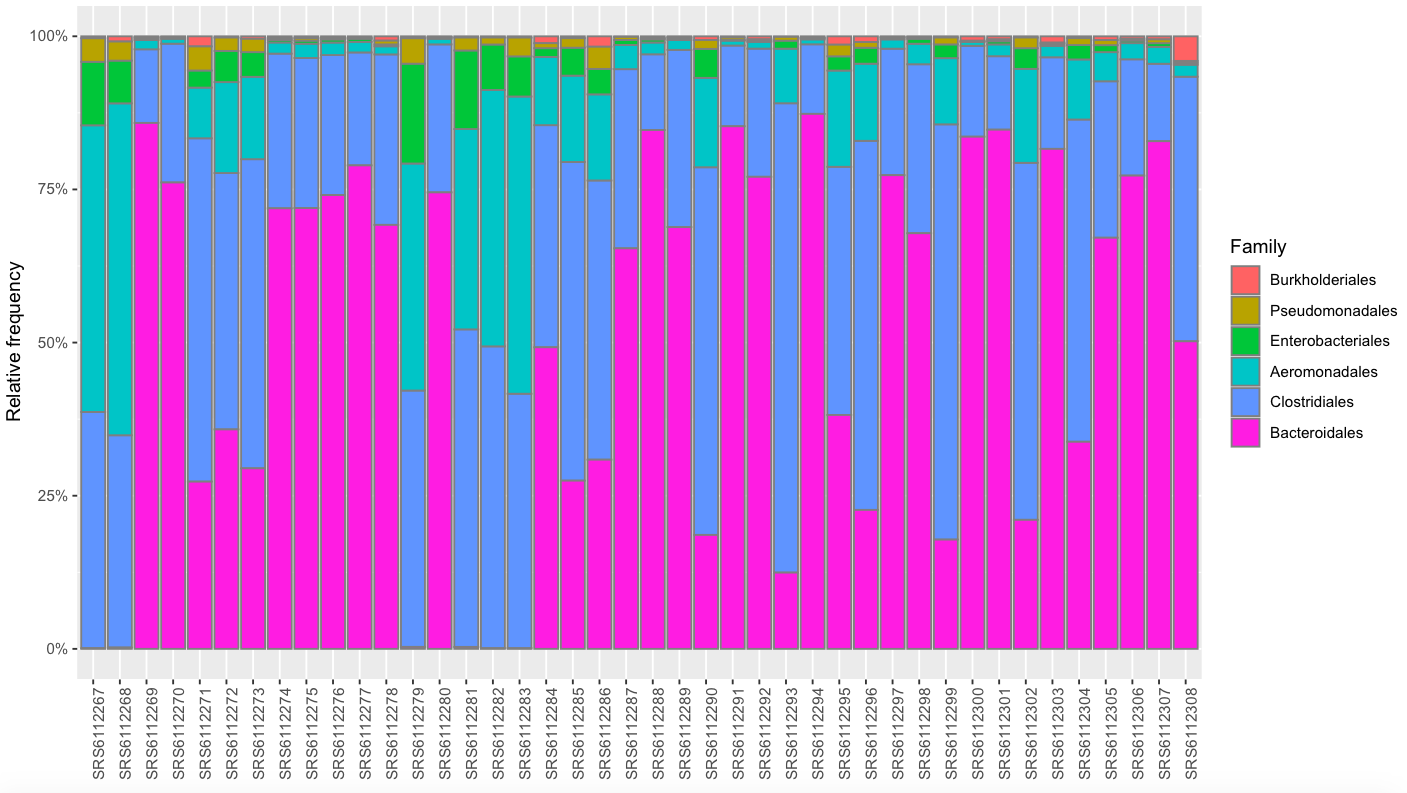 Relative frequency
100%
75%
50%
25%
0%
SRS6112267
SRS6112268
SRS6112269
SRS6112270
SRS6112271
SRS6112272
SRS6112273
SRS6112274
SRS6112275
SRS6112276
SRS6112277
SRS6112278
SRS6112279
SRS6112280
SRS6112281
SRS6112282
SRS6112283
SRS6112284
SRS6112285
SRS6112286
SRS6112287
SRS6112288
SRS6112289
SRS6112290
SRS6112291
SRS6112292
SRS6112293
SRS6112294
SRS6112295
SRS6112296
SRS6112297
SRS6112298
SRS6112299
SRS6112300
SRS6112301
SRS6112302
SRS6112303
SRS6112304
SRS6112305
SRS6112306
SRS6112307
SRS6112308
Family
Burkholderiales
Pseudomonadales
Enterobacteriales
Aeromonadales
Clostridiales
Bacteroidales